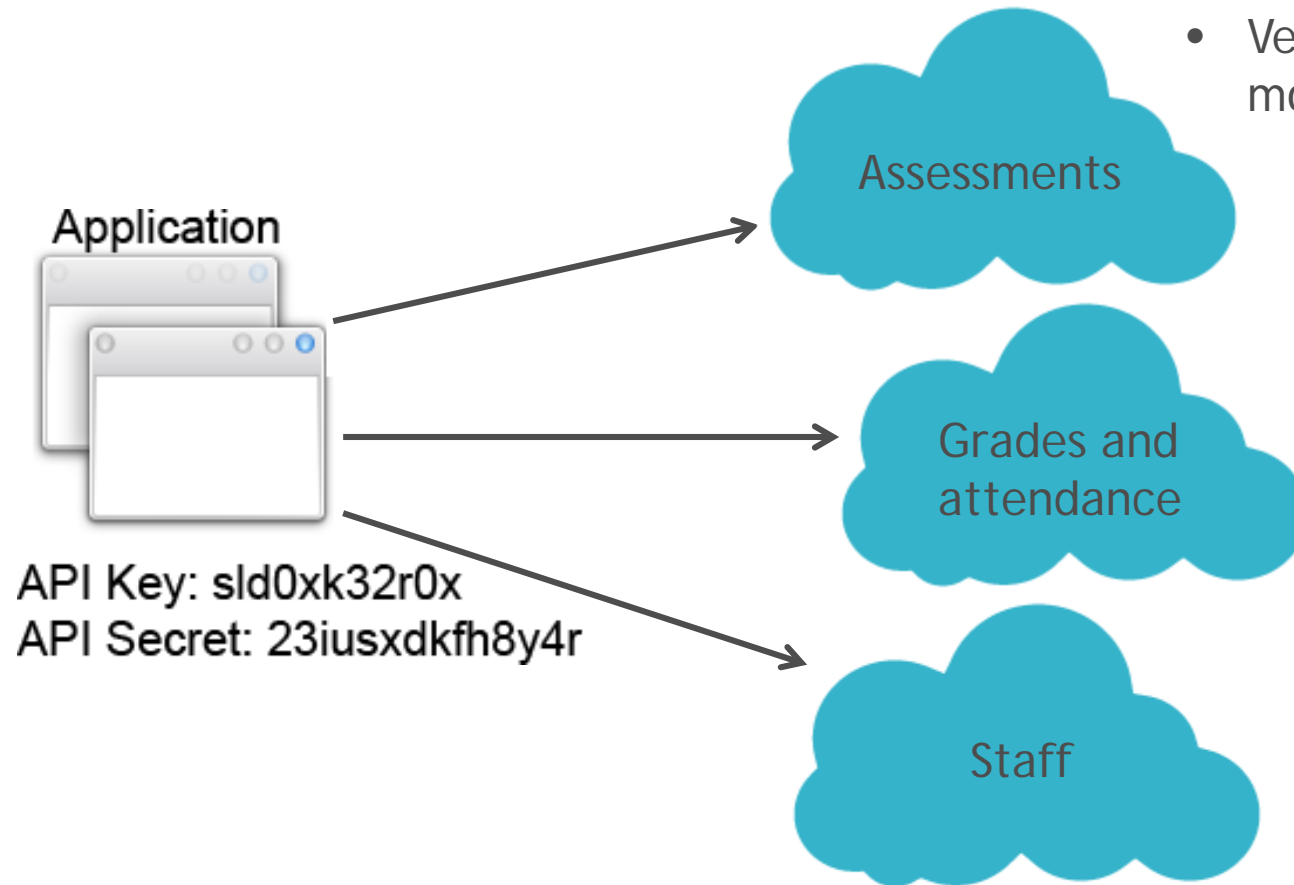 Assessments
Application
Grades and
attendance
API Key: sld0xk32r0x
API Secret: 23iusxdkfh8y4r
Staff